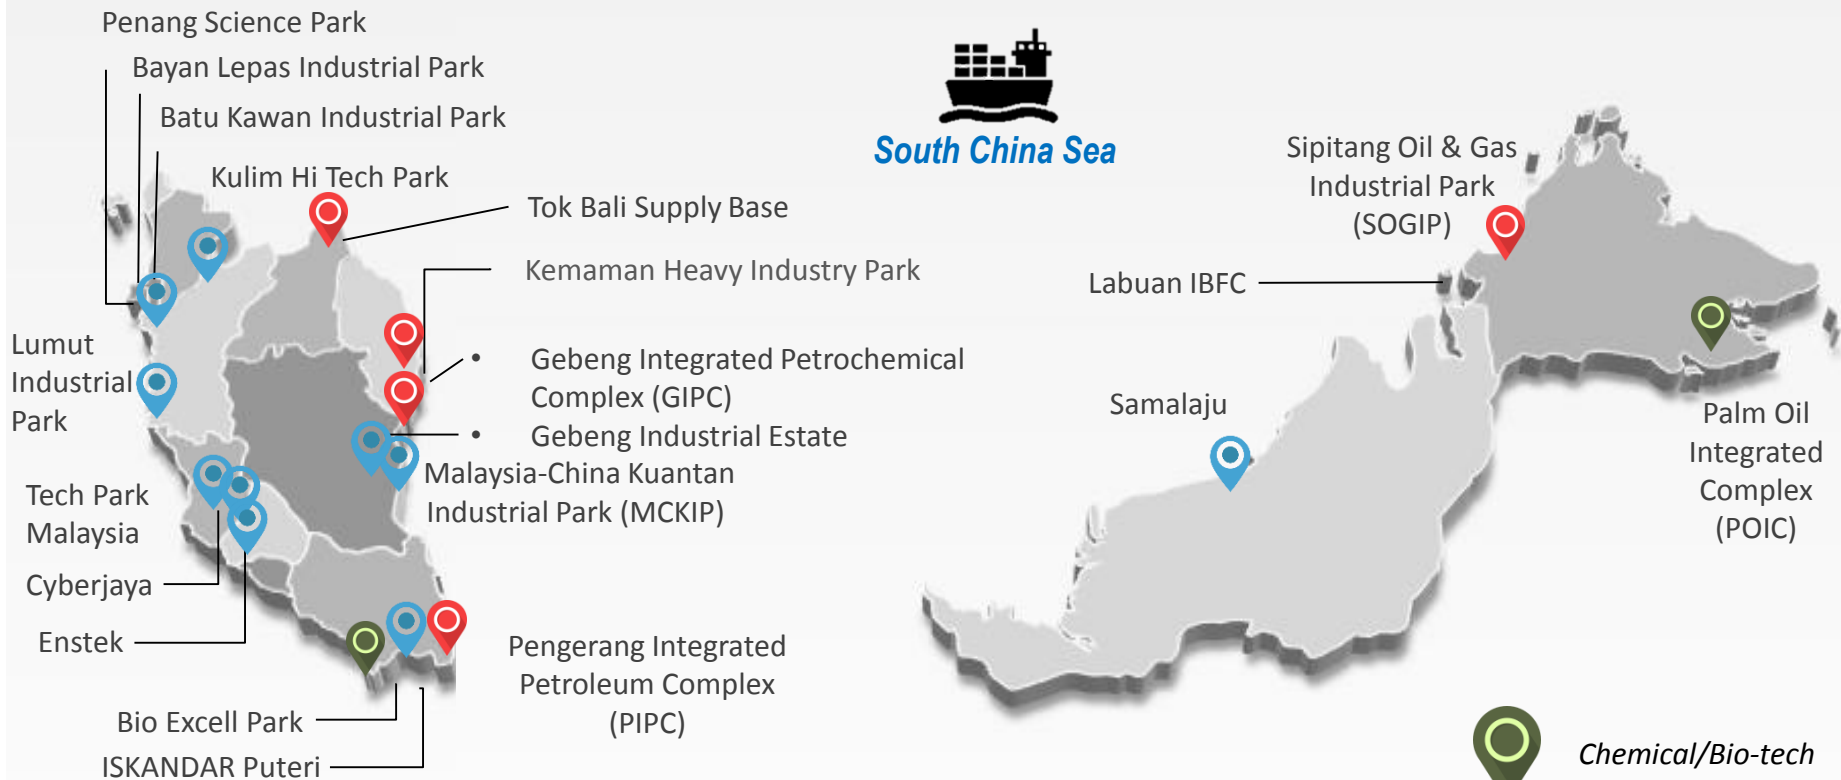 Penang Science Park
Bayan Lepas Industrial Park
Batu Kawan Industrial Park
Kulim Hi Tech Park
Tok Bali Supply Base
Kemaman Heavy Industry Park
• Gebeng Integrated Petrochemical
Complex (GIPC)
• Gebeng Industrial Estate
Malaysia-China Kuantan
Industrial Park (MCKIP)
Lumut
Industrial
Park
Tech Park
Malaysia
Cyberjaya
Enstek
Bio Excell Park
ISKANDAR Puteri
Pengerang Integrated
Petroleum Complex
(PIPC)
South China Sea
Sipitang Oil & Gas
Industrial Park
(SOGIP)
Labuan IBFC
Samalaju
Palm Oil
Integrated
Complex
(POIC)
Chemical/Bio-tech